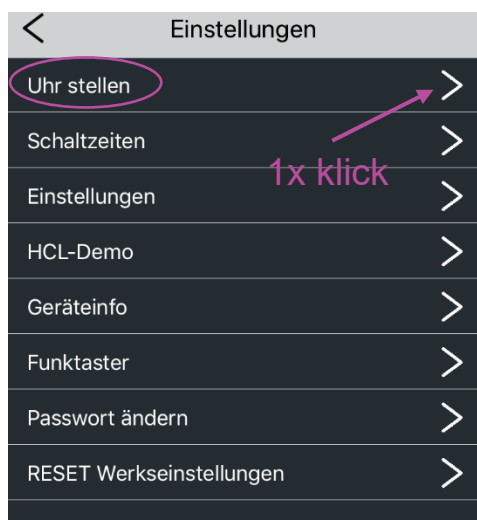 Einstellungen
Uhr stellen
Schaltzeiten
1x klick
Einstellungen
HCL-Demo
Geräteinfo
Funktaster
Passwort ändern
RESET Werkseinstellungen